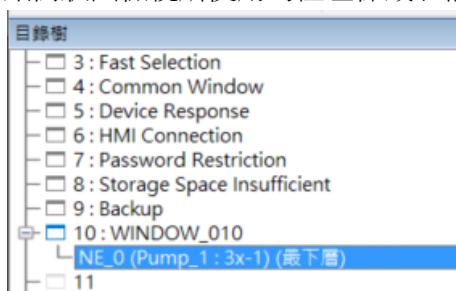 目錄樹
3 : Fast Selection
4 : Common Window
5 : Device Response
6 : HMI Connection
7 : Password Restriction
8 : Storage Space Insufficient
9 : Backup
10 : WINDOW_010
NE_0 (Pump_1 : 3x-1) (最下層)
11